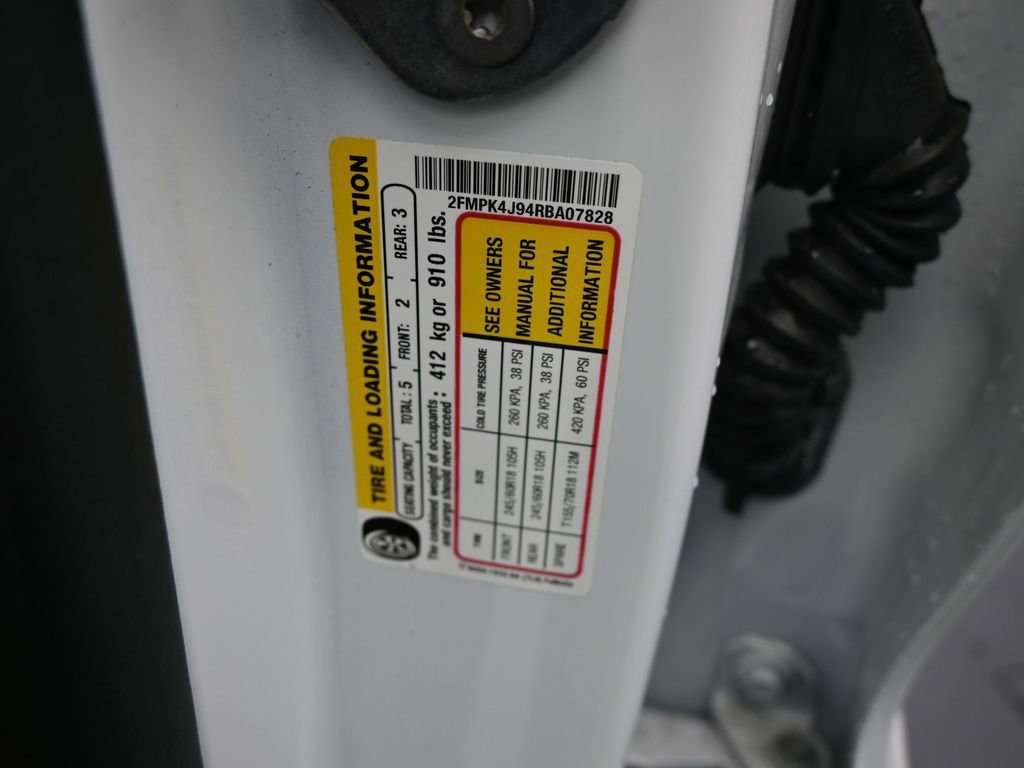 2FMPK4J94RBA07828
TIRE AND LOADING INFORMATION
SEATING CAPACITY TOTAL: 5 FRONT: 2 REAR: 3
The combined weight of occupants and cargo should never exceed: 412 kg or 910 lbs.
TIRE SIZE COLD TIRE PRESSURE
FRONT 245/60R18 105H 260 KPA, 38 PSI
REAR 245/60R18 105H 260 KPA, 38 PSI
SPARE T155/70R18 112M 420 KPA, 60 PSI
SEE OWNERS
MANUAL FOR
ADDITIONAL
INFORMATION